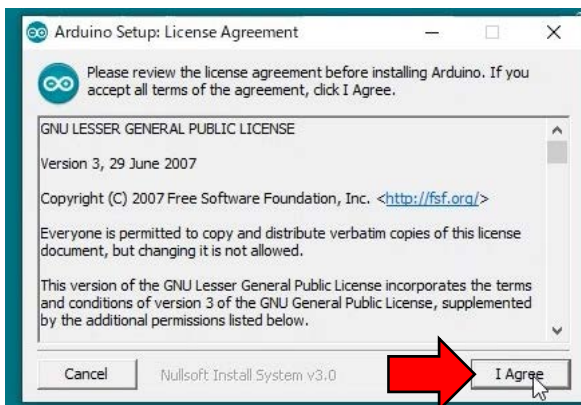 Arduino Setup: License Agreement
Please review the license agreement before installing Arduino. If you
accept all terms of the agreement, click I Agree.
GNU LESSER GENERAL PUBLIC LICENSE
Version 3, 29 June 2007
Copyright (C) 2007 Free Software Foundation, Inc. <http://fsf.org/>
Everyone is permitted to copy and distribute verbatim copies of this license
document, but changing it is not allowed.
This version of the GNU Lesser General Public License incorporates the terms
and conditions of version 3 of the GNU General Public License, supplemented
by the additional permissions listed below.
Cancel
Nullsoft Install System v3.0
I Agree